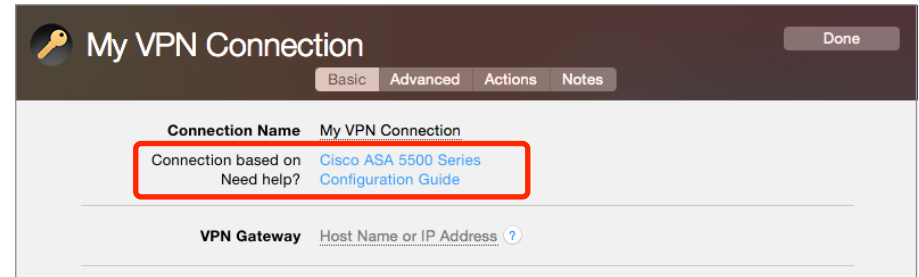 My VPN Connection
Done
Basic Advanced Actions Notes
Connection Name My VPN Connection
Connection based on Cisco ASA 5500 Series
Need help? Configuration Guide
VPN Gateway Host Name or IP Address ?